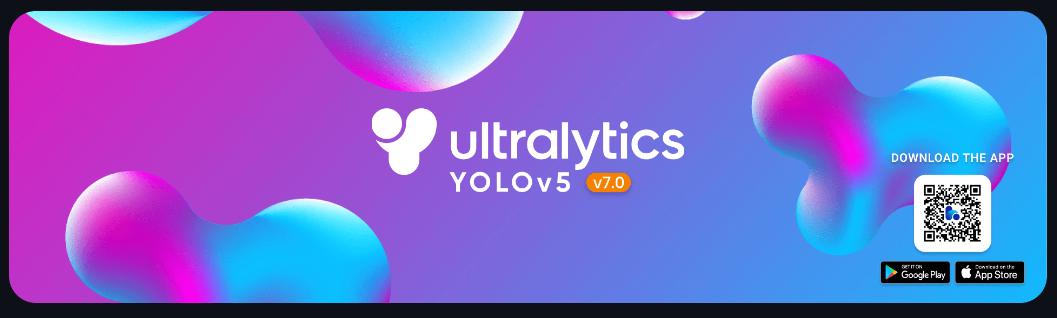 ultralytics
YOLOv5 v7.0
DOWNLOAD THE APP
GET IT ON
Google Play
Download on the
App Store